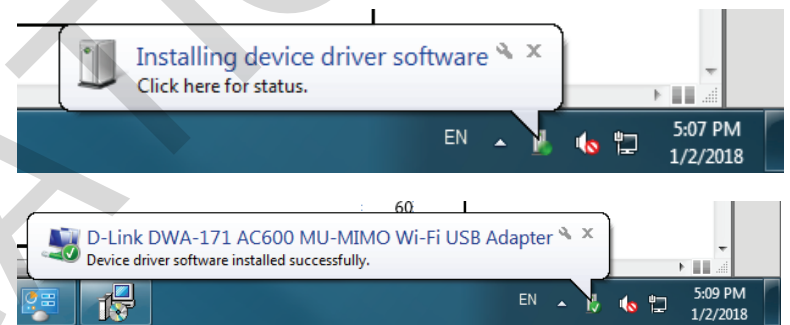 Installing device driver software
Click here for status.
EN
5:07 PM
1/2/2018
60
D-Link DWA-171 AC600 MU-MIMO Wi-Fi USB Adapter
Device driver software installed successfully.
EN
5:09 PM
1/2/2018